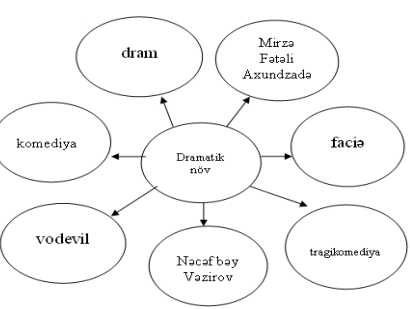 dram
Mirzə
Fətəli
Axundzadə
komediya
Dramatik
növ
faciə
vodevil
Nəcəf bəy
Vəzirov
tragikomediya